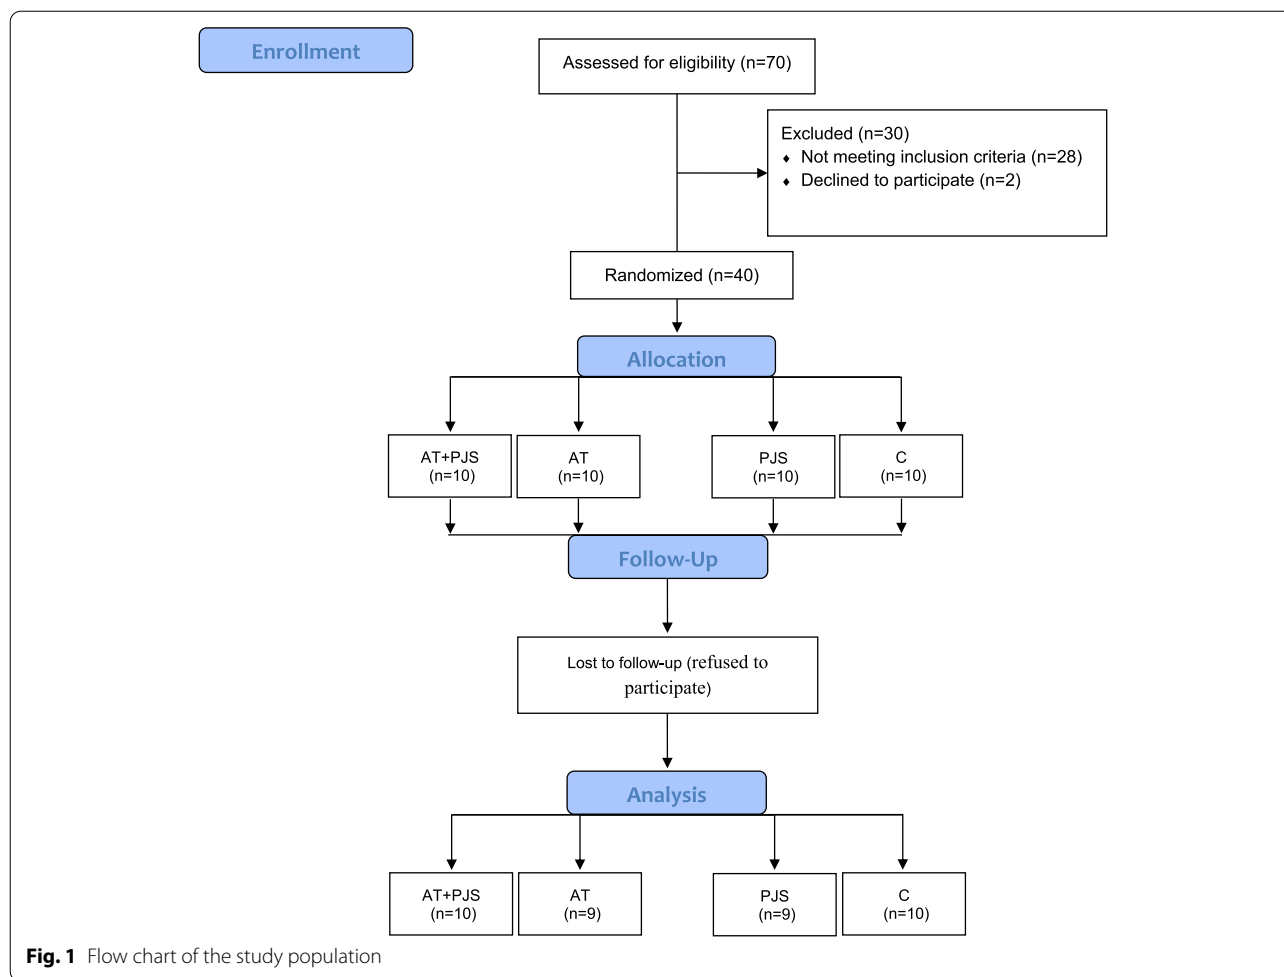 Enrollment
Assessed for eligibility (n=70)
Excluded (n=30)
♦ Not meeting inclusion criteria (n=28)
♦ Declined to participate (n=2)
Randomized (n=40)
Allocation
AT+PJS
(n=10)
AT
(n=10)
PJS
(n=10)
C
(n=10)
Follow-Up
Lost to follow-up (refused to
participate)
Analysis
AT+PJS
(n=10)
AT
(n=9)
PJS
(n=9)
C
(n=10)
Fig. 1 Flow chart of the study population